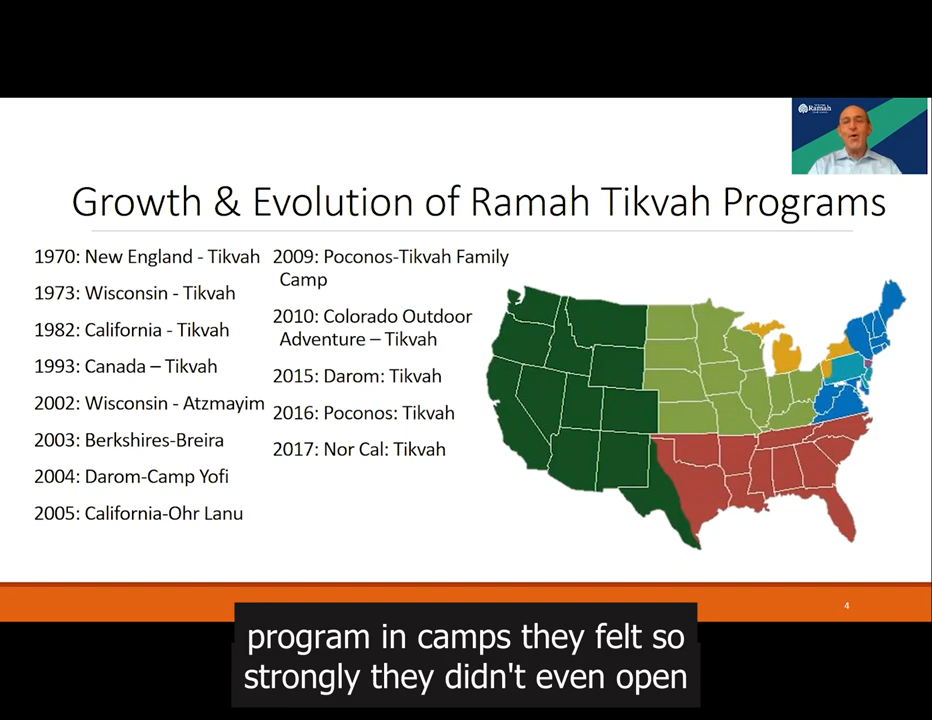 Ramah
Growth & Evolution of Ramah Tikvah Programs
1970: New England - Tikvah
1973: Wisconsin - Tikvah
1982: California - Tikvah
1993: Canada – Tikvah
2002: Wisconsin - Atzmayim
2003: Berkshires-Breira
2004: Darom-Camp Yofi
2005: California-Ohr Lanu
2009: Poconos-Tikvah Family
Camp
2010: Colorado Outdoor
Adventure – Tikvah
2015: Darom: Tikvah
2016: Poconos: Tikvah
2017: Nor Cal: Tikvah
4
program in camps they felt so
strongly they didn't even open